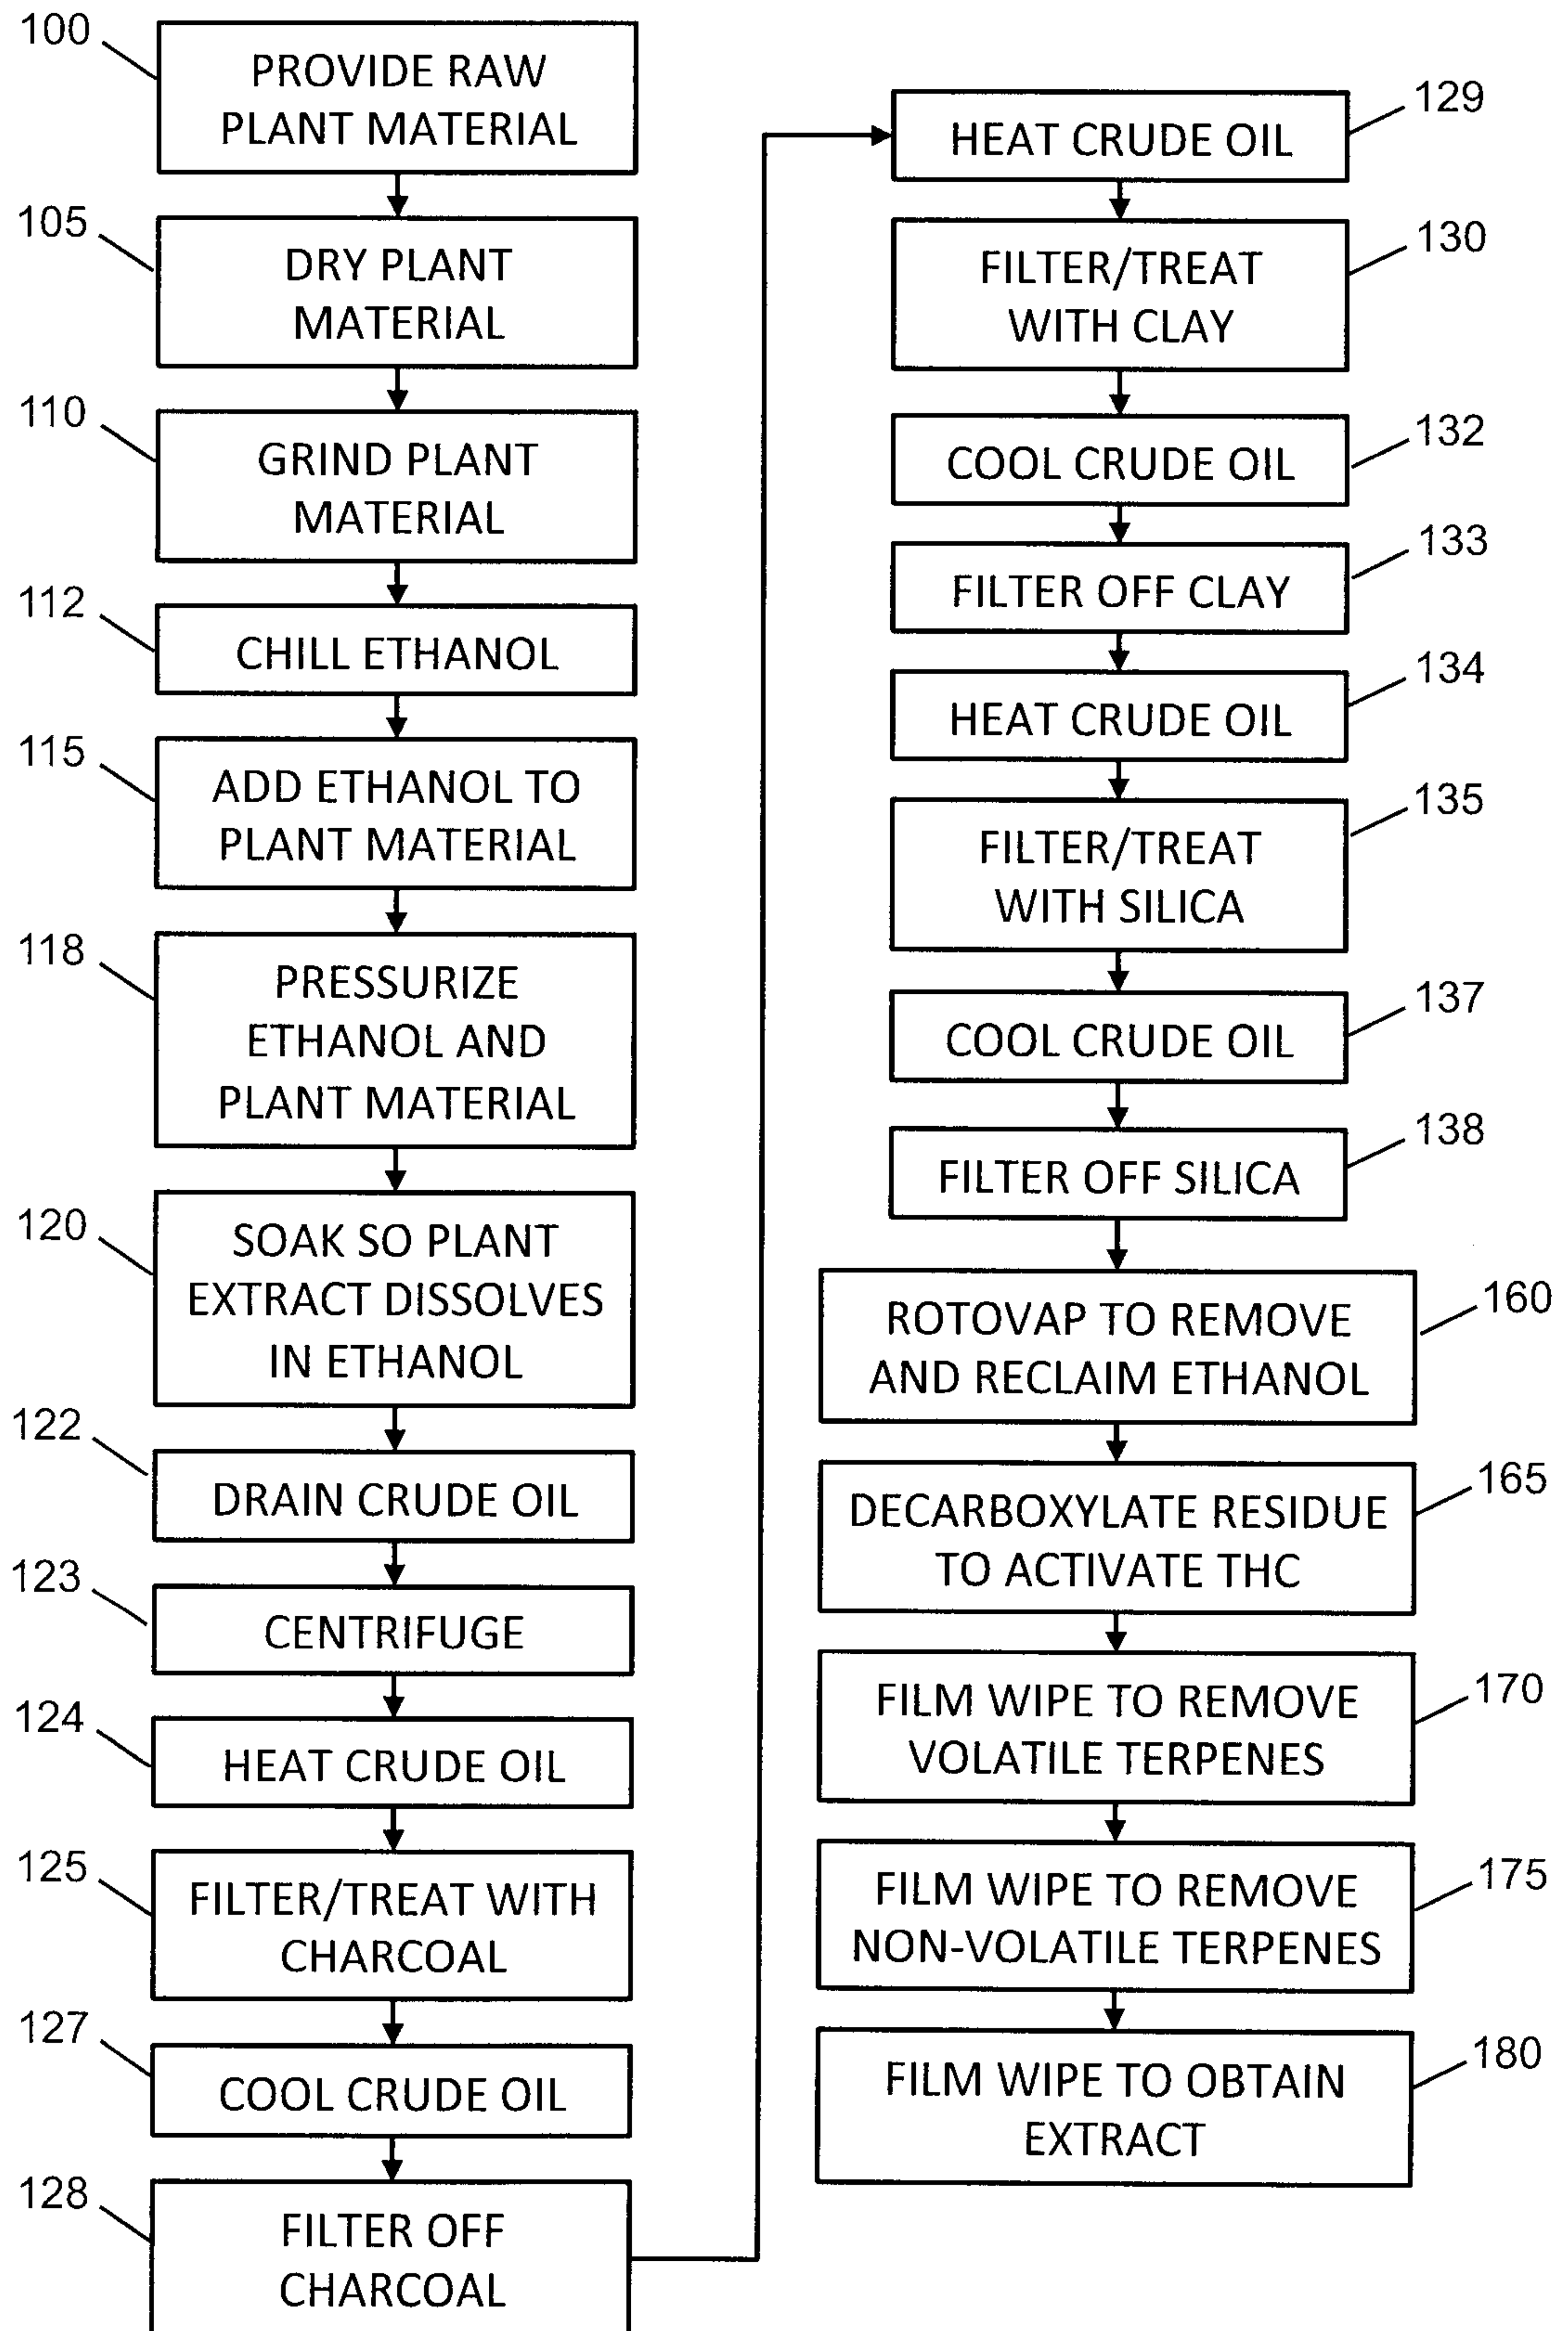 100
PROVIDE RAW
PLANT MATERIAL
105
DRY PLANT
MATERIAL
110
GRIND PLANT
MATERIAL
112
CHILL ETHANOL
115
ADD ETHANOL TO
PLANT MATERIAL
118
PRESSURIZE
ETHANOL AND
PLANT MATERIAL
120
SOAK SO PLANT
EXTRACT DISSOLVES
IN ETHANOL
122
DRAIN CRUDE OIL
123
CENTRIFUGE
124
HEAT CRUDE OIL
125
FILTER/TREAT WITH
CHARCOAL
127
COOL CRUDE OIL
128
FILTER OFF
CHARCOAL
129
HEAT CRUDE OIL
130
FILTER/TREAT
WITH CLAY
132
COOL CRUDE OIL
133
FILTER OFF CLAY
134
HEAT CRUDE OIL
135
FILTER/TREAT
WITH SILICA
137
COOL CRUDE OIL
138
FILTER OFF SILICA
160
ROTOVAP TO REMOVE
AND RECLAIM ETHANOL
165
DECARBOXYLATE RESIDUE
TO ACTIVATE THC
170
FILM WIPE TO REMOVE
VOLATILE TERPENES
175
FILM WIPE TO REMOVE
NON-VOLATILE TERPENES
180
FILM WIPE TO OBTAIN
EXTRACT